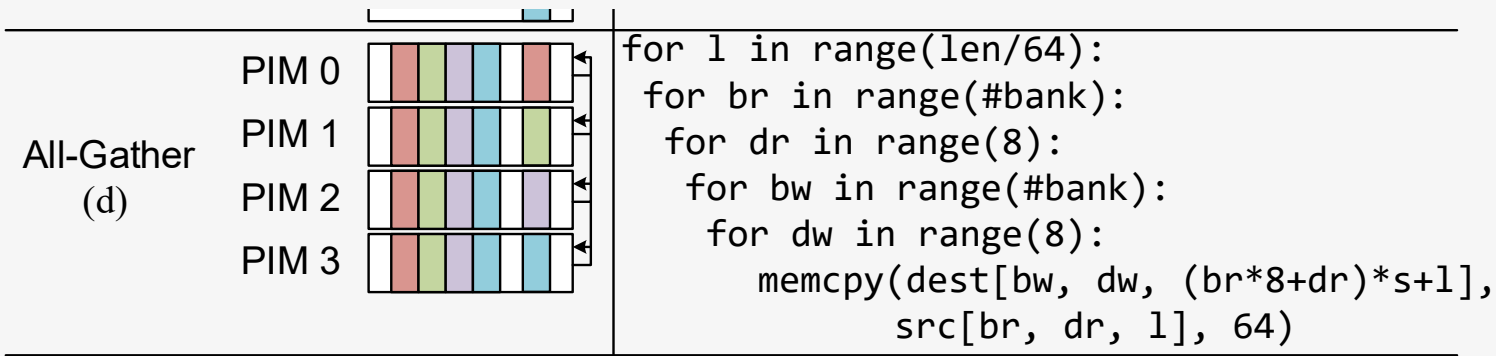 All-Gather
(d)
PIM 0
PIM 1
PIM 2
PIM 3
for l in range(len/64):
for br in range(#bank):
for dr in range(8):
for bw in range(#bank):
for dw in range(8):
memcpy(dest[bw, dw, (br*8+dr)*s+l],
src[br, dr, l], 64)